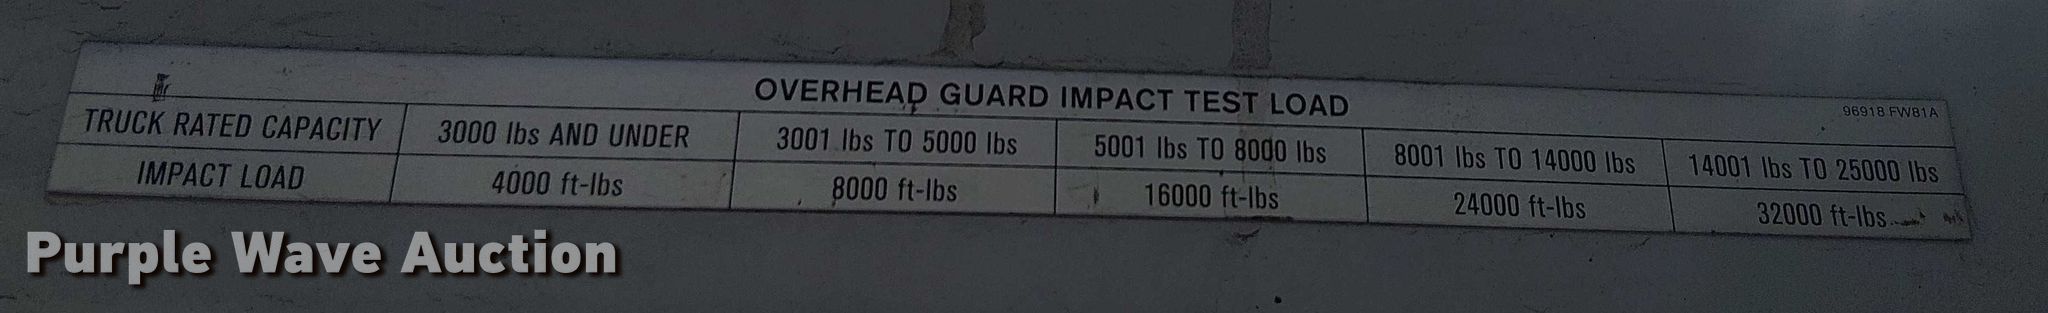 OVERHEAD GUARD IMPACT TEST LOAD
96918 FW81A
TRUCK RATED CAPACITY 3000 lbs AND UNDER 3001 lbs TO 5000 lbs 5001 lbs TO 8000 lbs 8001 lbs TO 14000 lbs 14001 lbs TO 25000 lbs
IMPACT LOAD 4000 ft-lbs 8000 ft-lbs 16000 ft-lbs 24000 ft-lbs 32000 ft-lbs
Purple Wave Auction